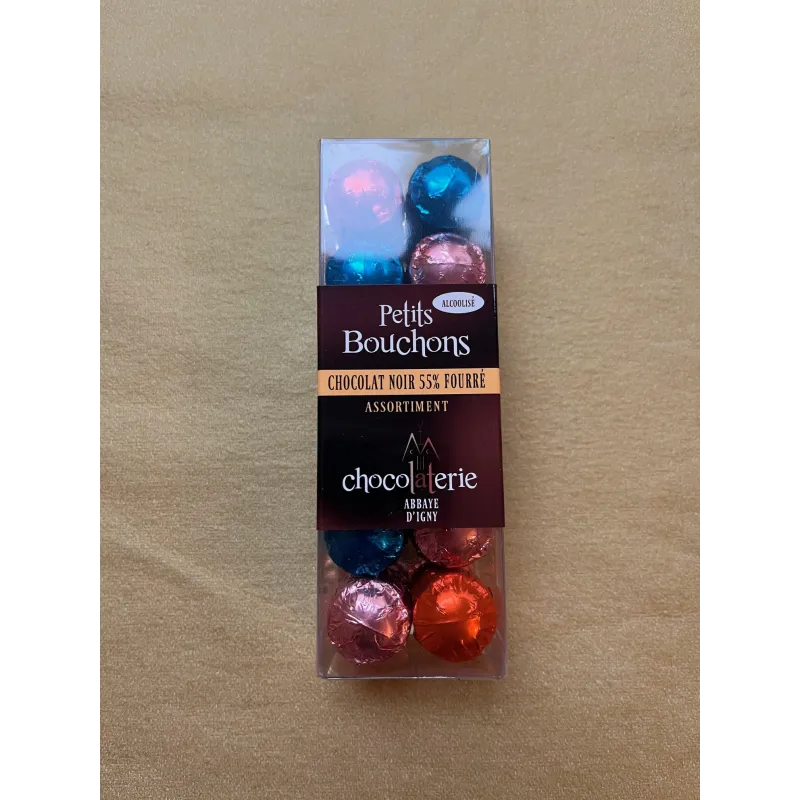 ALCOOLISÉ
Petits
Bouchons
CHOCOLAT NOIR 55% FOURRÉ
ASSORTIMENT
chocolaterie
ABBAYE
D'IGNY